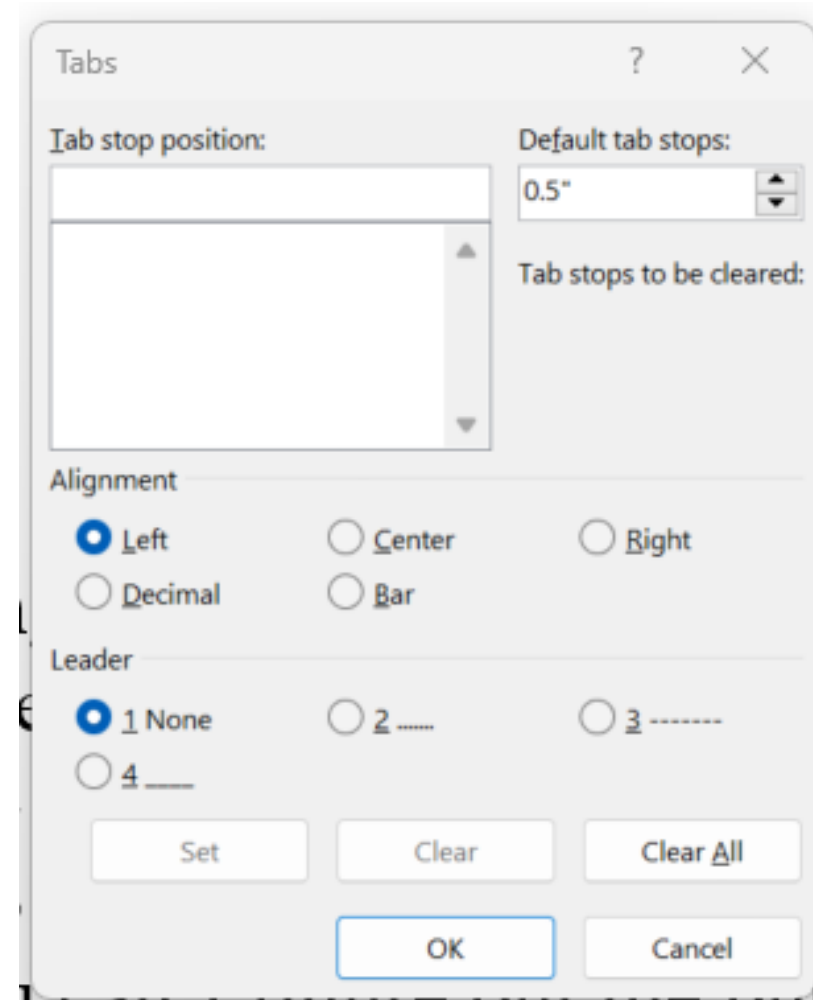 Tabs ?
Tab stop position: Default tab stops:
0.5"
Tab stops to be cleared:
Alignment
Left Center Right
Decimal Bar
Leader
1 None 2 ....... 3 -------
4 ____
Set Clear Clear All
OK Cancel